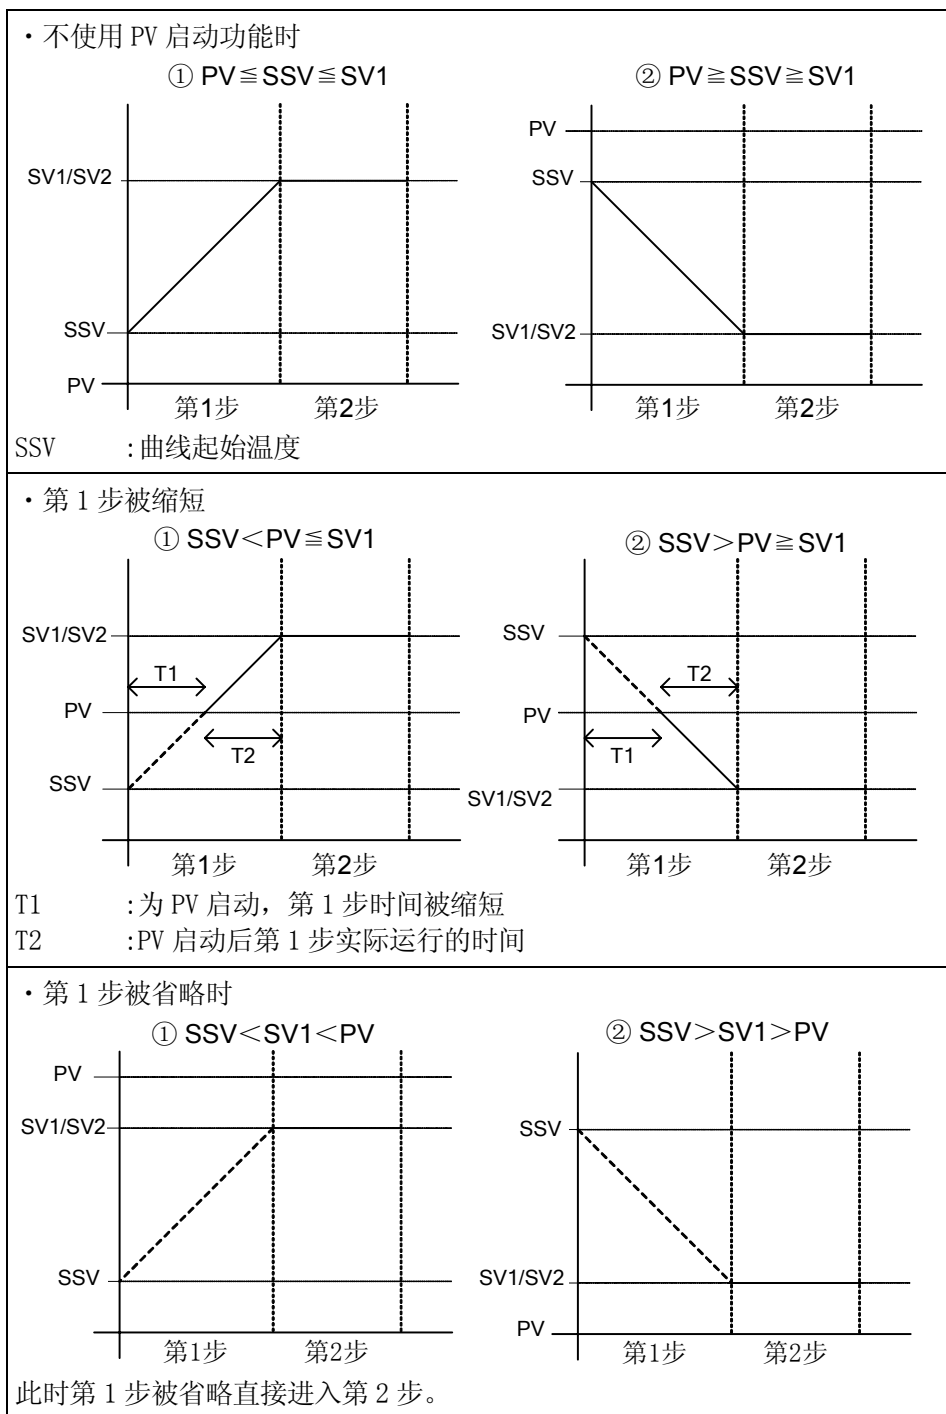 ・不使用 PV 启动功能时
① PV≦SSV≦SV1
② PV≧SSV≧SV1
SV1/SV2
SSV
PV
第1步
第2步
PV
SSV
SV1/SV2
第1步
第2步
SSV :曲线起始温度
・第 1 步被缩短
① SSV＜PV≦SV1
② SSV＞PV≧SV1
SV1/SV2
T1
PV
T2
SSV
第1步
第2步
SSV
T2
PV
T1
SV1/SV2
第1步
第2步
T1 :为 PV 启动，第 1 步时间被缩短
T2 :PV 启动后第 1 步实际运行的时间
・第 1 步被省略时
① SSV＜SV1＜PV
② SSV＞SV1＞PV
PV
SV1/SV2
SSV
第1步
第2步
SSV
SV1/SV2
PV
第1步
第2步
此时第 1 步被省略直接进入第 2 步。